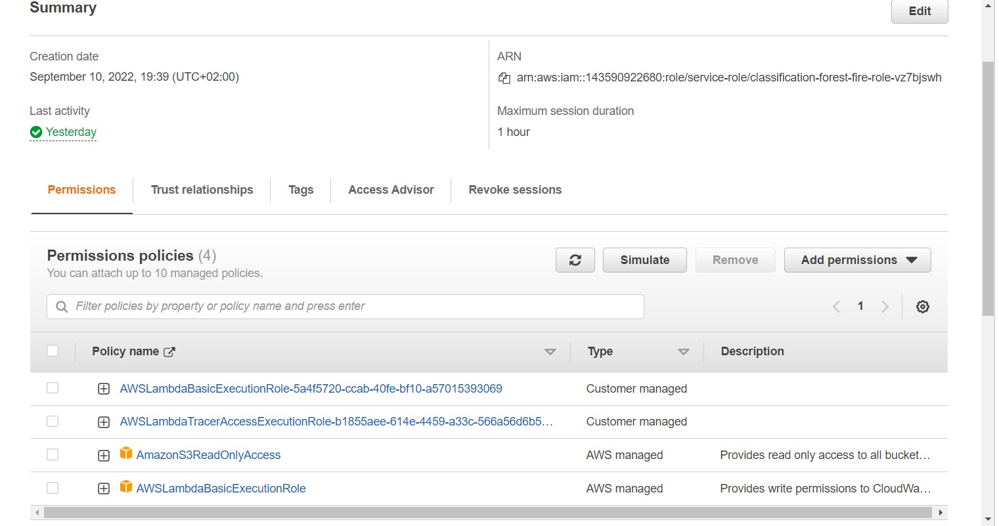 Summary
Edit
Creation date
September 10, 2022, 19:39 (UTC+02:00)
ARN
arn:aws:iam::143590922680:role/service-role/classification-forest-fire-role-vz7bjswh
Last activity
Yesterday
Maximum session duration
1 hour
Permissions
Trust relationships
Tags
Access Advisor
Revoke sessions
Permissions policies (4)
You can attach up to 10 managed policies.
Simulate
Remove
Add permissions
Filter policies by property or policy name and press enter
1
Policy name
Type
Description
AWSLambdaBasicExecutionRole-5a4f5720-ccab-40fe-bf10-a57015393069
Customer managed
AWSLambdaTracerAccessExecutionRole-b1855aee-614e-4459-a33c-566a56d6b5…
Customer managed
AmazonS3ReadOnlyAccess
AWS managed
Provides read only access to all bucket…
AWSLambdaBasicExecutionRole
AWS managed
Provides write permissions to CloudWa…